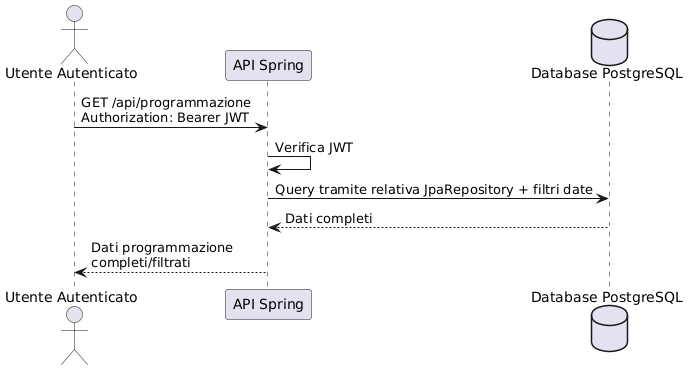 Utente Autenticato
API Spring
Database PostgreSQL
GET /api/programmazione
Authorization: Bearer JWT
Verifica JWT
Query tramite relativa JpaRepository + filtri date
Dati completi
Dati programmazione
completi/filtrati
Utente Autenticato
API Spring
Database PostgreSQL